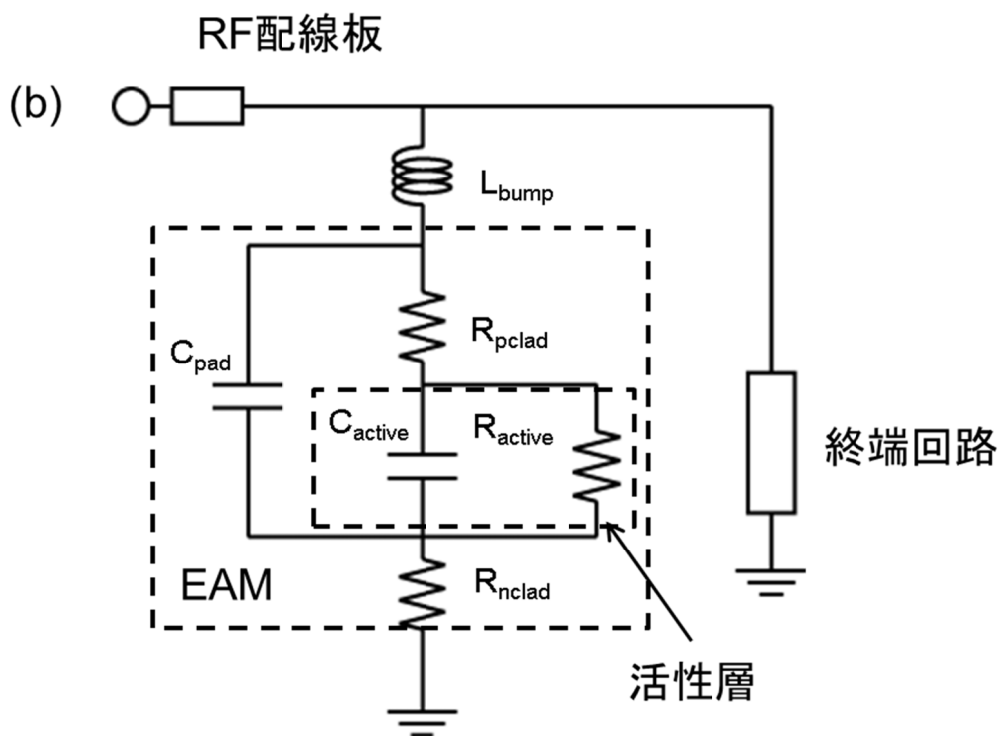 RF配線板
(b)
Lbump
Rpclad
Cpad
Cactive
Ractive
終端回路
EAM
Rnclad
活性層